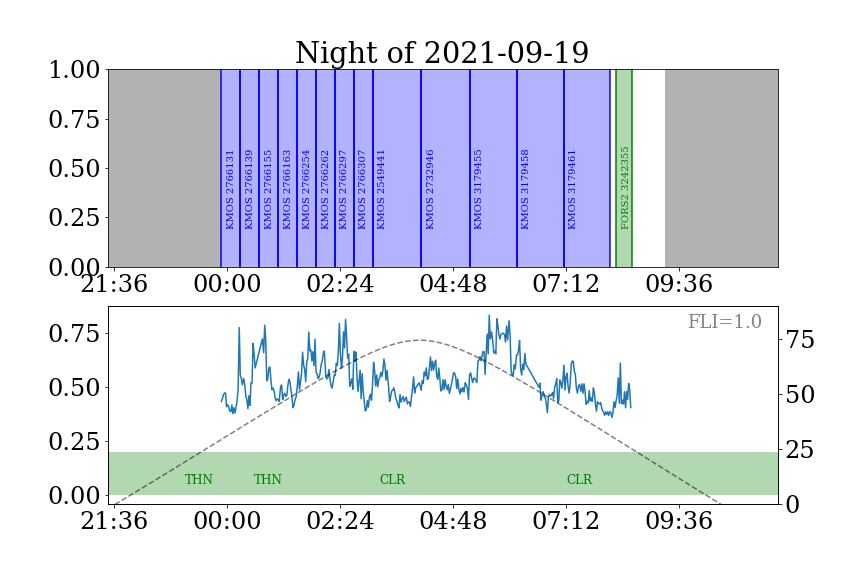 Night of 2021-09-19
1.00
0.75
0.50
0.25
0.00
KMOS 2766131
KMOS 2766139
KMOS 2766155
KMOS 2766163
KMOS 2766254
KMOS 2766262
KMOS 2766297
KMOS 2766307
KMOS 2549441
KMOS 2732946
KMOS 3179455
KMOS 3179458
KMOS 3179461
FORS2 3242355
21:36 00:00 02:24 04:48 07:12 09:36
FLI=1.0
0.75
0.50
0.25
0.00
75
50
25
0
THN THN CLR CLR
21:36 00:00 02:24 04:48 07:12 09:36